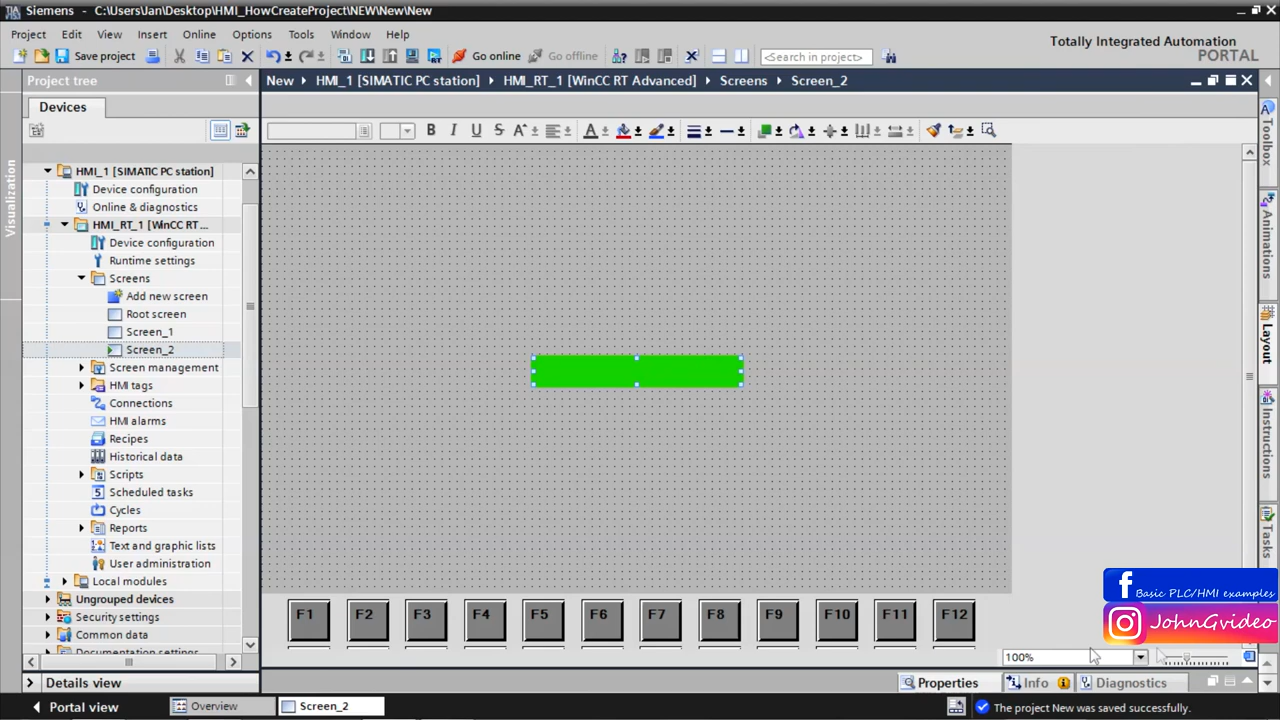 Siemens - C:\Users\Jan\Desktop\HMI_HowCreateProject\NEW\New\New
Project Edit View Insert Online Options Tools Window Help
Totally Integrated Automation
PORTAL
Save project
Go online
Go offline
<Search in project>
Project tree
New
HMI_1 [SIMATIC PC station]
HMI_RT_1 [WinCC RT Advanced]
Screens
Screen_2
Devices
Visualization
HMI_1 [SIMATIC PC station]
Device configuration
Online & diagnostics
HMI_RT_1 [WinCC RT ...
Device configuration
Runtime settings
Screens
Add new screen
Root screen
Screen_1
Screen_2
Screen management
HMI tags
Connections
HMI alarms
Recipes
Historical data
Scripts
Scheduled tasks
Cycles
Reports
Text and graphic lists
User administration
Local modules
Ungrouped devices
Security settings
Common data
Documentation settings
Details view
B I U S A A
F1 F2 F3 F4 F5 F6 F7 F8 F9 F10 F11 F12
Toolbox
Animations
Layout
Instructions
Tasks
Basic PLC/HMI examples
JohnGvideo
100%
Properties
Info
Diagnostics
Portal view
Overview
Screen_2
The project New was saved successfully.